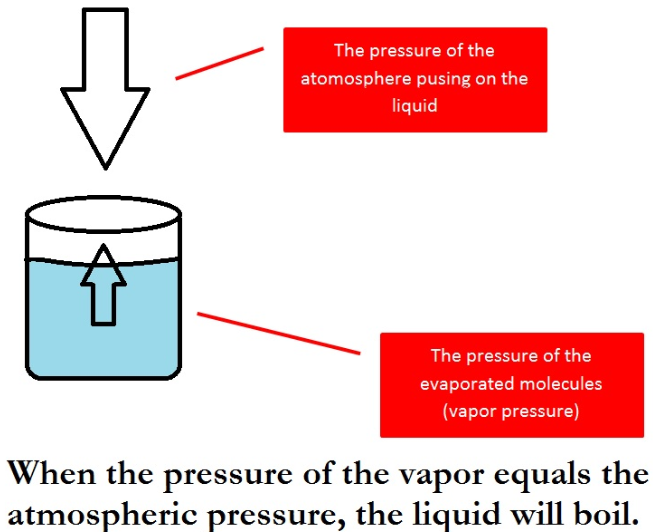 The pressure of the
atomosphere pusing on the
liquid
The pressure of the
evaporated molecules
(vapor pressure)
When the pressure of the vapor equals the
atmospheric pressure, the liquid will boil.